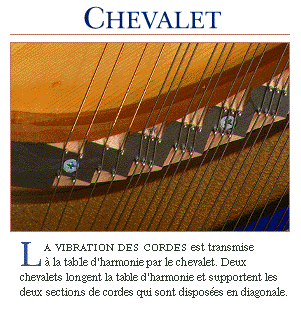 CHEVALET
LA VIBRATION DES CORDES est transmise
à la table d'harmonie par le chevalet. Deux
chevalets longent la table d'harmonie et supportent les
deux sections de cordes qui sont disposées en diagonale.